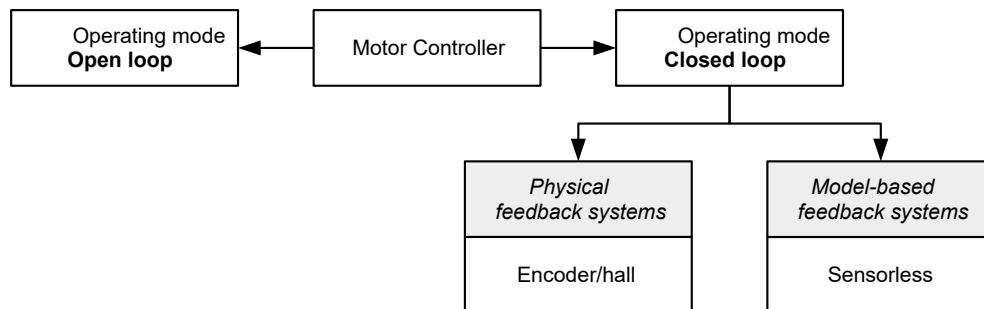 Operating mode
Open loop
Motor Controller
Operating mode
Closed loop
Physical
feedback systems
Model-based
feedback systems
Encoder/hall
Sensorless